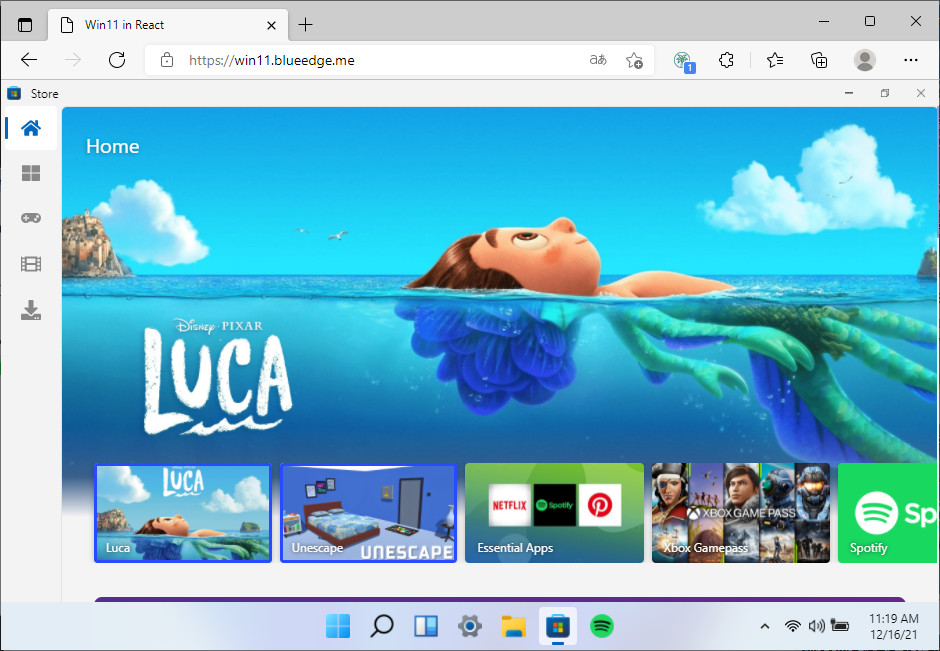 Win11 in React
https://win11.blueedge.me
1
Store
Home
Disney · PIXAR
LUCA
LUCA
Luca
Unescape
UNESCAPE
NETFLIX
Spotify
Essential Apps
XBOX GAME PASS
Xbox Gamepass
Sp
Spotify
11:19 AM
12/16/21